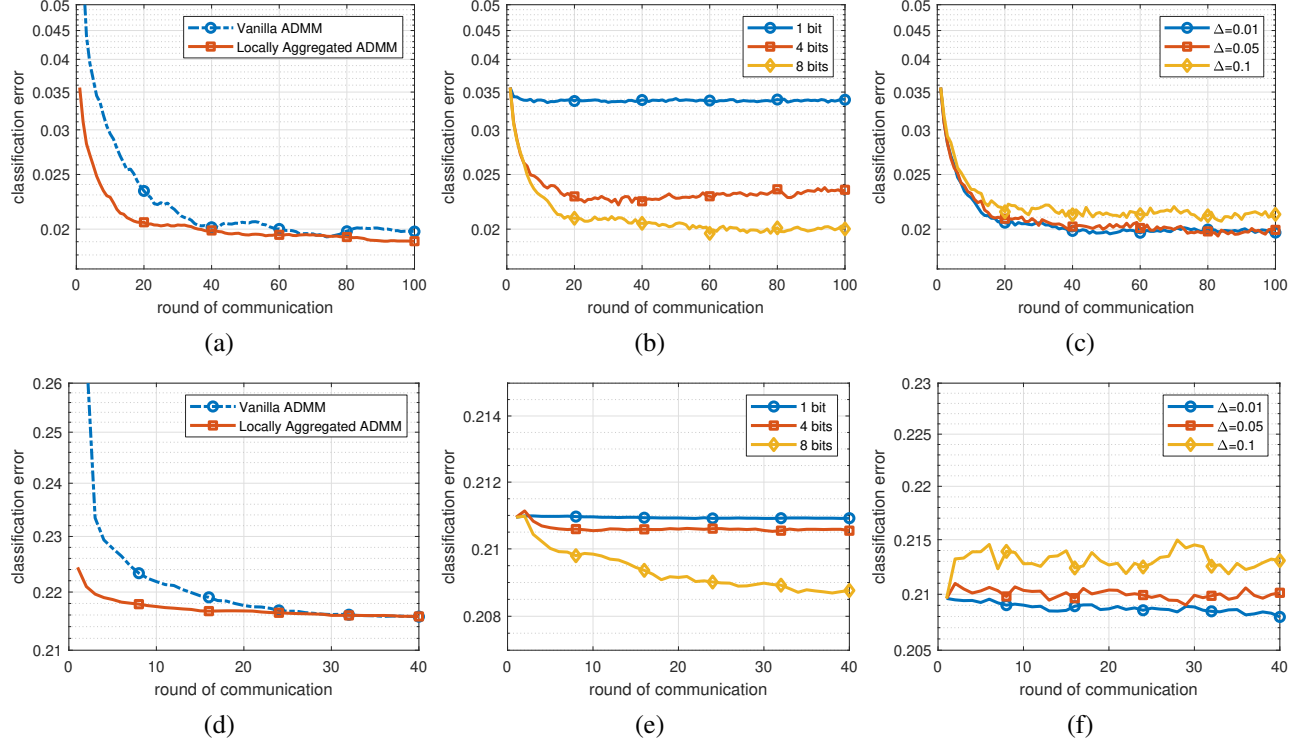 0.05
0.045
0.04
0.035
0.03
0.025
0.02
classification error
Vanilla ADMM
Locally Aggregated ADMM
0 20 40 60 80 100
round of communication
(a)
0.05
0.045
0.04
0.035
0.03
0.025
0.02
classification error
1 bit
4 bits
8 bits
0 20 40 60 80 100
round of communication
(b)
0.05
0.045
0.04
0.035
0.03
0.025
0.02
classification error
Δ=0.01
Δ=0.05
Δ=0.1
0 20 40 60 80 100
round of communication
(c)
0.26
0.25
0.24
0.23
0.22
0.21
classification error
Vanilla ADMM
Locally Aggregated ADMM
0 10 20 30 40
round of communication
(d)
0.214
0.212
0.21
0.208
classification error
1 bit
4 bits
8 bits
0 10 20 30 40
round of communication
(e)
0.23
0.225
0.22
0.215
0.21
0.205
classification error
Δ=0.01
Δ=0.05
Δ=0.1
0 10 20 30 40
round of communication
(f)